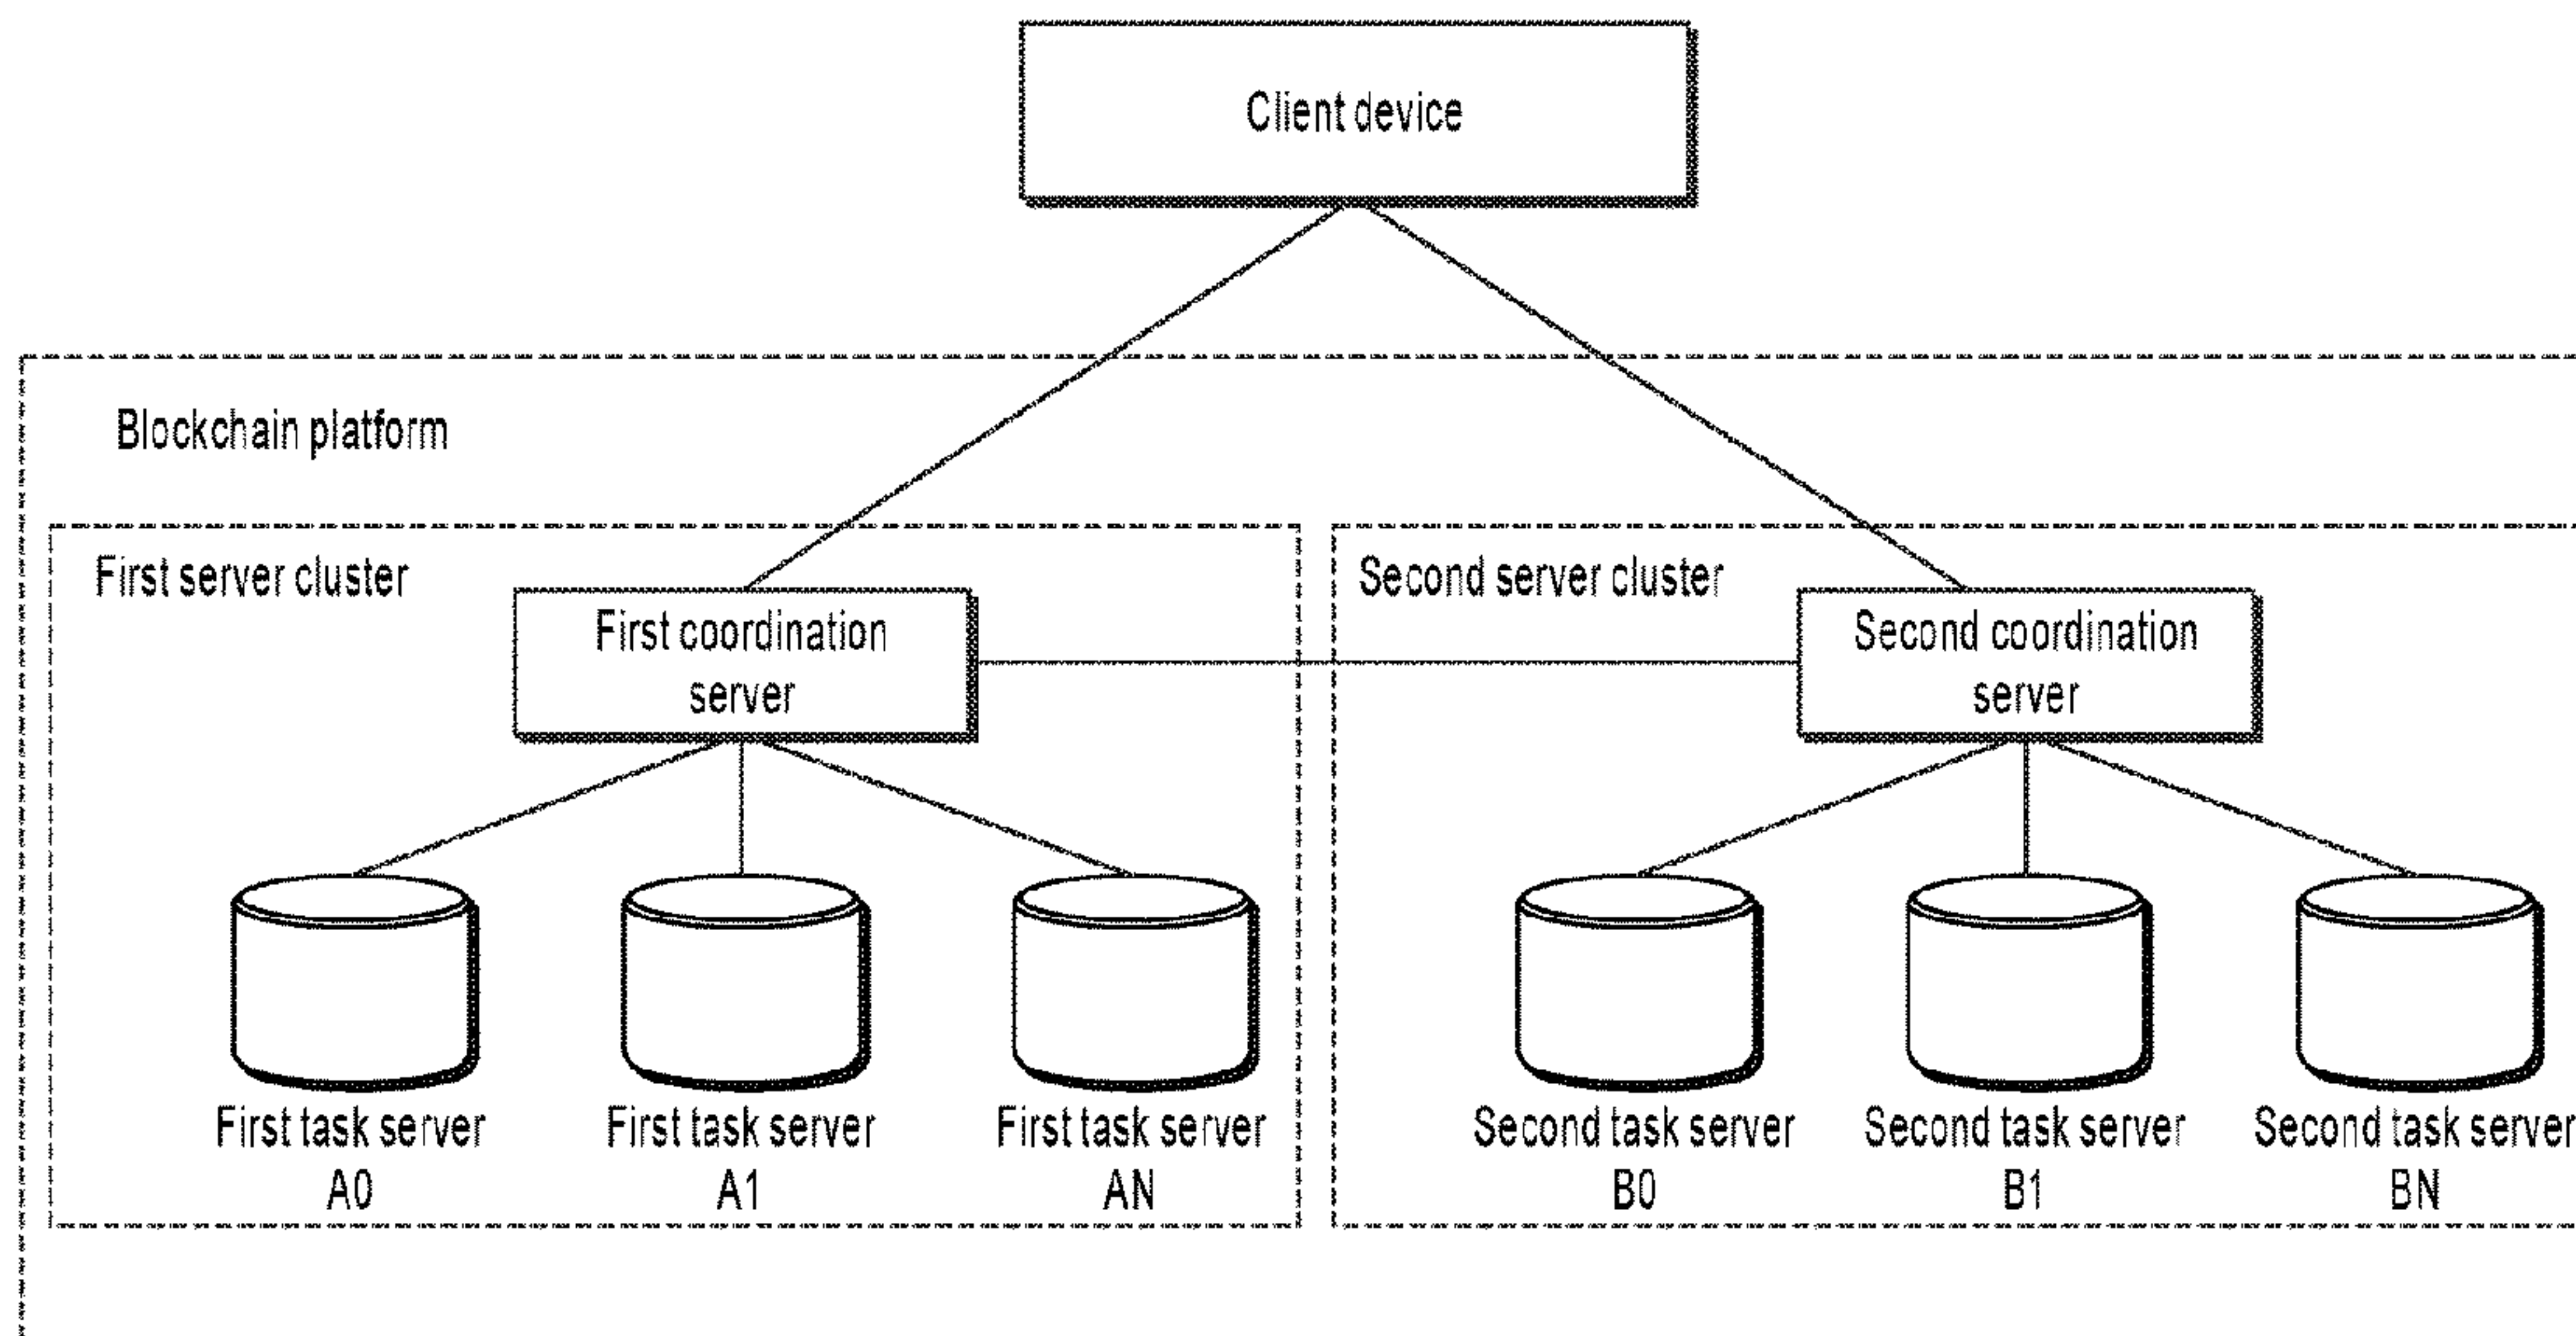 Client device
Blockchain platform
First server cluster
First coordination
server
Second server cluster
Second coordination
server
First task server
A0
First task server
A1
First task server
AN
Second task server
B0
Second task server
B1
Second task server
BN